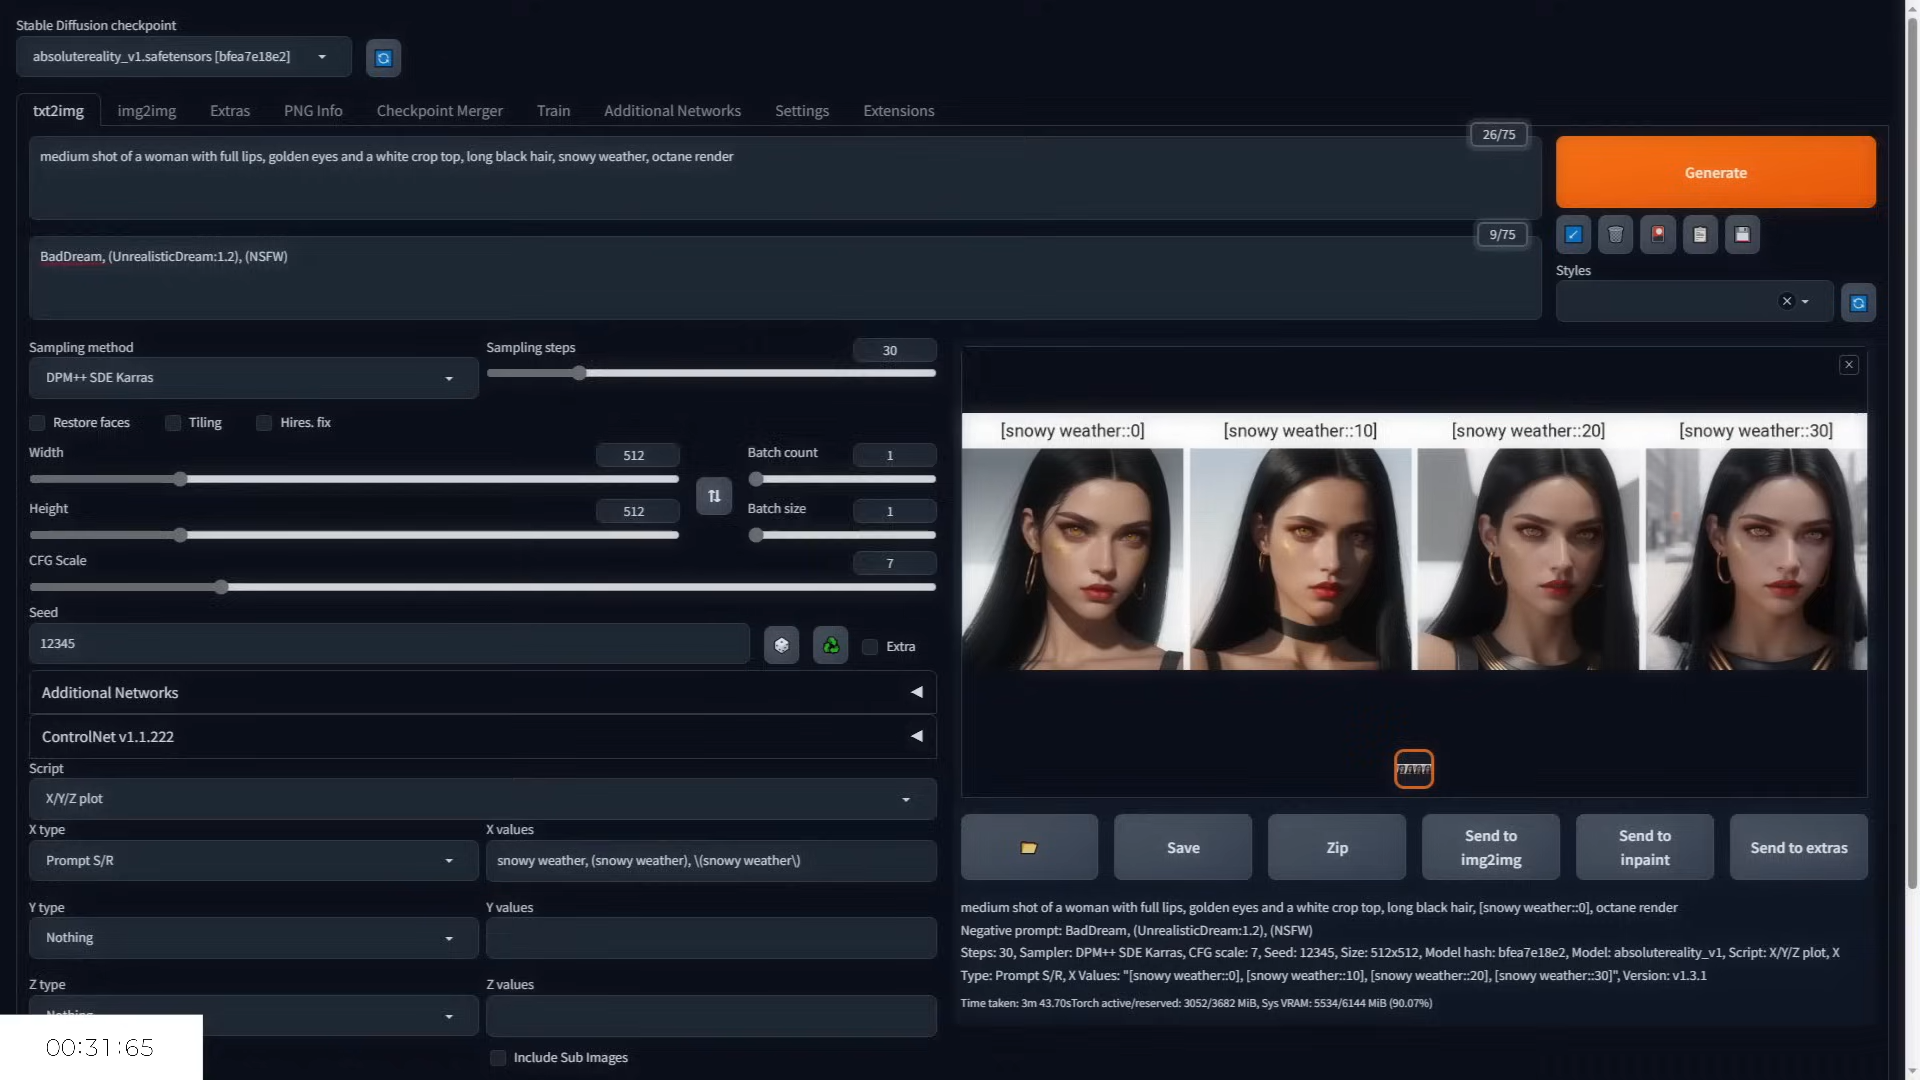 Stable Diffusion checkpoint
absolutereality_v1.safetensors [bfea7e18e2]
txt2img
img2img
Extras
PNG Info
Checkpoint Merger
Train
Additional Networks
Settings
Extensions
26/75
medium shot of a woman with full lips, golden eyes and a white crop top, long black hair, snowy weather, octane render
Generate
9/75
BadDream, (UnrealisticDream:1.2), (NSFW)
Styles
Sampling method
Sampling steps
30
DPM++ SDE Karras
Restore faces
Tiling
Hires. fix
Width
512
Batch count
1
Height
512
Batch size
1
CFG Scale
7
Seed
12345
Extra
Additional Networks
ControlNet v1.1.222
Script
X/Y/Z plot
X type
X values
Prompt S/R
snowy weather, (snowy weather), \(snowy weather\)
Y type
Y values
Nothing
Z type
Z values
Nothing
Include Sub Images
00:31:65
[snowy weather::0]
[snowy weather::10]
[snowy weather::20]
[snowy weather::30]
Save
Zip
Send to img2img
Send to inpaint
Send to extras
medium shot of a woman with full lips, golden eyes and a white crop top, long black hair, [snowy weather::0], octane render
Negative prompt: BadDream, (UnrealisticDream:1.2), (NSFW)
Steps: 30, Sampler: DPM++ SDE Karras, CFG scale: 7, Seed: 12345, Size: 512x512, Model hash: bfea7e18e2, Model: absolutereality_v1, Script: X/Y/Z plot, X
Type: Prompt S/R, X Values: "[snowy weather::0], [snowy weather::10], [snowy weather::20], [snowy weather::30]", Version: v1.3.1
Time taken: 3m 43.70sTorch active/reserved: 3052/3682 MiB, Sys VRAM: 5534/6144 MiB (90.07%)